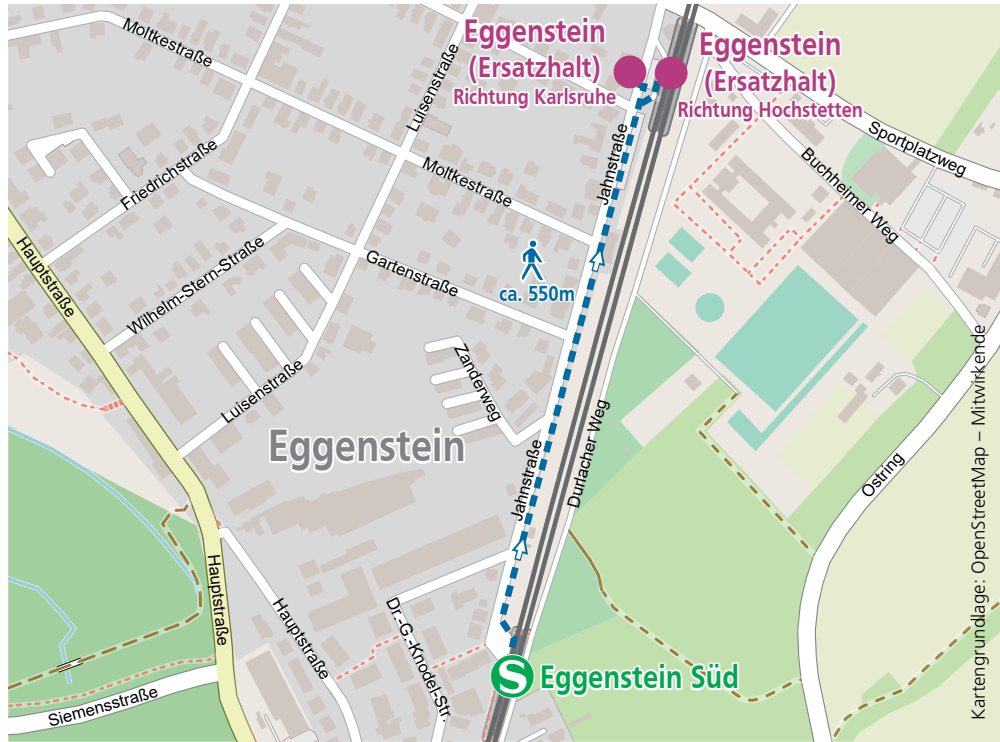 Moltkestraße
Luisenstraße
Eggenstein
(Ersatzhalt)
Richtung Karlsruhe
Eggenstein
(Ersatzhalt)
Richtung Hochstetten
Sportplatzweg
Buchheimer Weg
Friedrichstraße
Moltkestraße
Jahnstraße
Hauptstraße
Wilhelm-Stern-Straße
Gartenstraße
ca. 550m
Luisenstraße
Zanderweg
Eggenstein
Jahnstraße
Durlacher Weg
Ostring
Hauptstraße
Hauptstraße
Dr.-G.-Knodel-Str.
Siemensstraße
S Eggenstein Süd
Kartengrundlage: OpenStreetMap – Mitwirkende